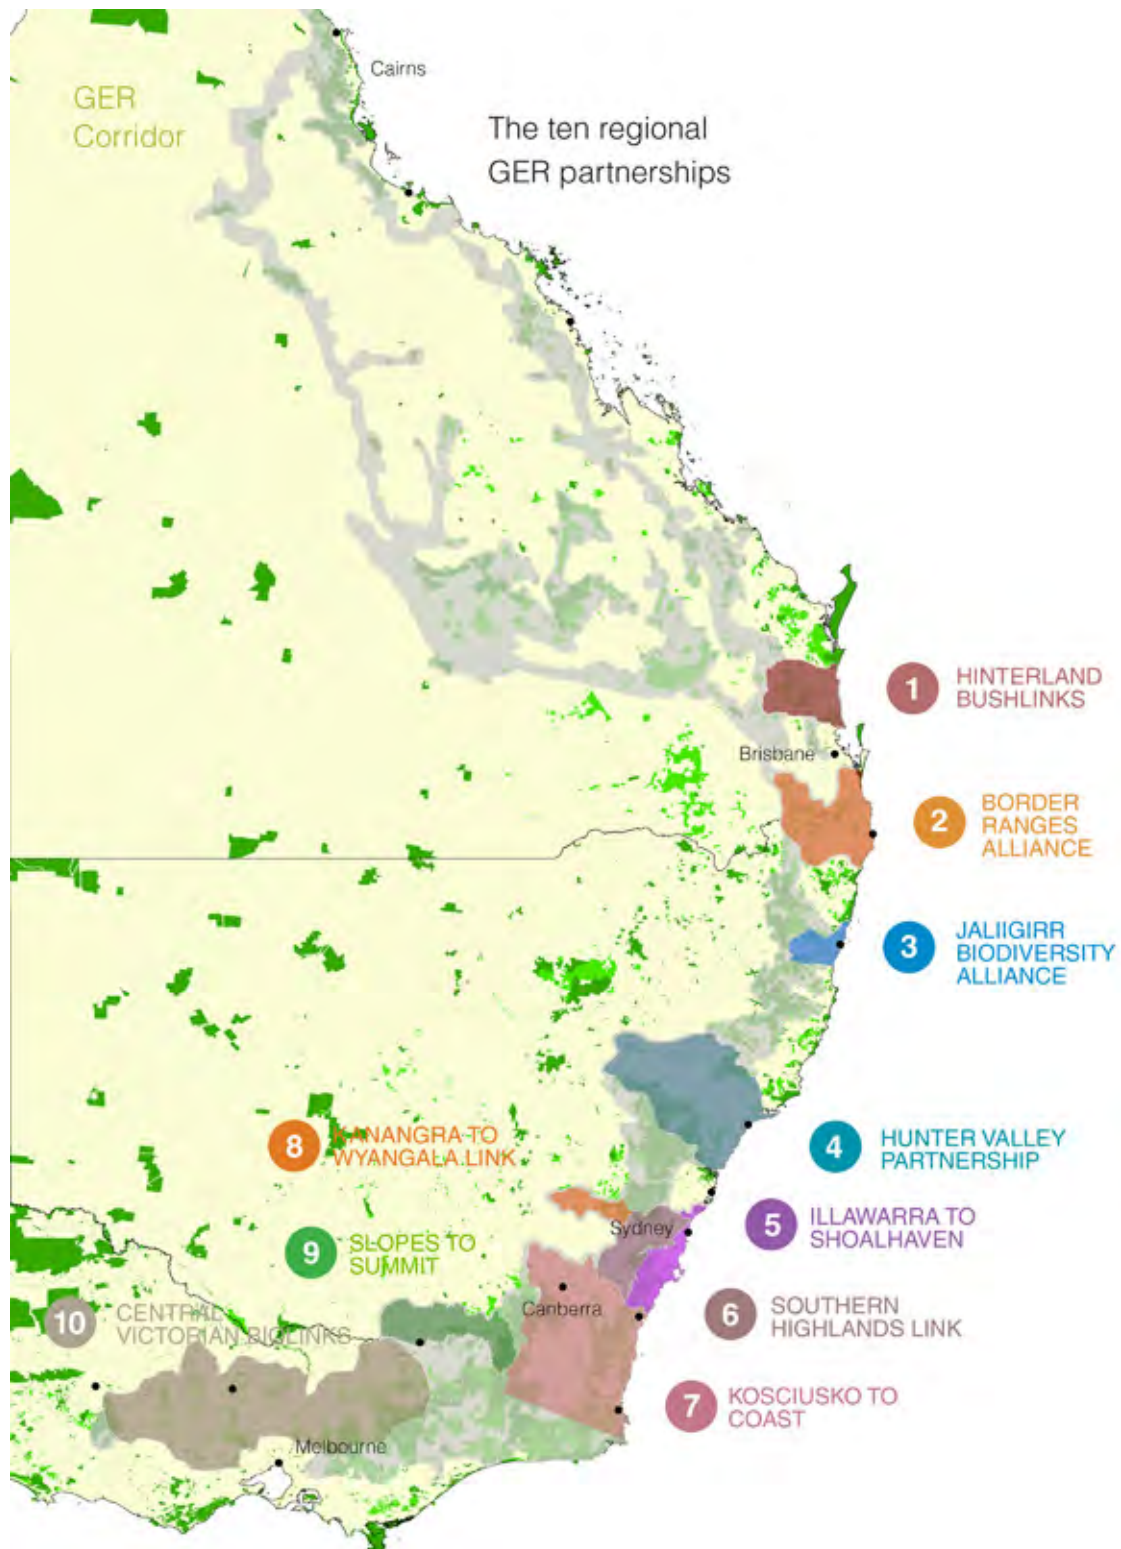 Cairns
GER
Corridor
The ten regional
GER partnerships
1
HINTERLAND
BUSHLINKS
Brisbane
2
BORDER
RANGES
ALLIANCE
3
JALIIGIRR
BIODIVERSITY
ALLIANCE
8
KANANGRA TO
WYANGALA LINK
4
HUNTER VALLEY
PARTNERSHIP
Sydney
5
ILLAWARRA TO
SHOALHAVEN
9
SLOPES TO
SUMMIT
Canberra
6
SOUTHERN
HIGHLANDS LINK
10
CENTRAL
VICTORIAN BIOLINKS
7
KOSCIUSKO TO
COAST
Melbourne